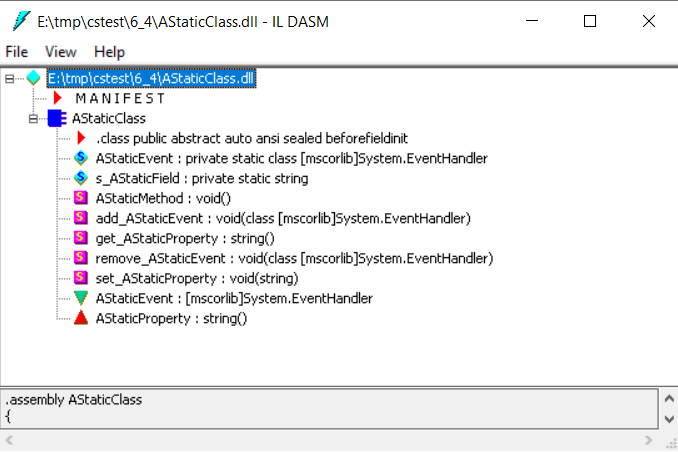 E:\tmp\cstest\6_4\AStaticClass.dll - IL DASM
File View Help
E:\tmp\cstest\6_4\AStaticClass.dll
M A N I F E S T
AStaticClass
.class public abstract auto ansi sealed beforefieldinit
AStaticEvent : private static class [mscorlib]System.EventHandler
s_AStaticField : private static string
AStaticMethod : void()
add_AStaticEvent : void(class [mscorlib]System.EventHandler)
get_AStaticProperty : string()
remove_AStaticEvent : void(class [mscorlib]System.EventHandler)
set_AStaticProperty : void(string)
AStaticEvent : [mscorlib]System.EventHandler
AStaticProperty : string()
.assembly AStaticClass
{